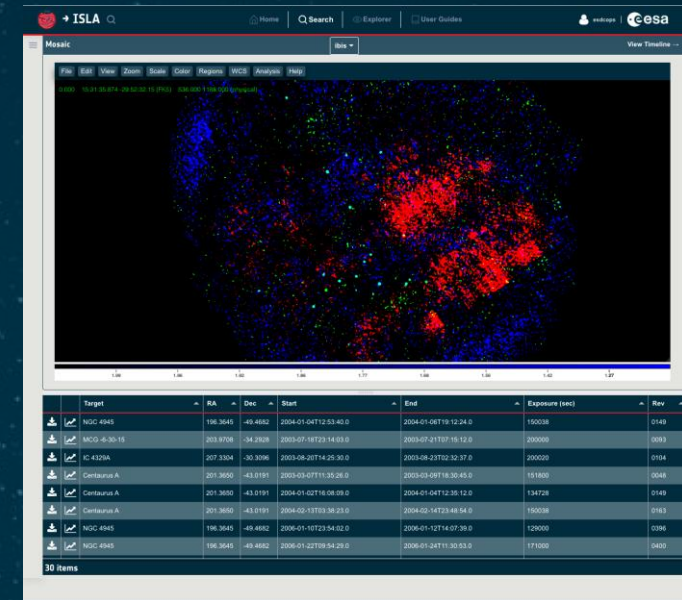 ISLA
Home
Search
Explorer
User Guides
esdcops
esa
Mosaic
ibis
View Timeline →
File Edit View Zoom Scale Color Regions WCS Analysis Help
Target RA Dec Start End Exposure (sec) Rev
NGC 4945 196.3645 -49.4682 2004-01-04T12:53:40.0 2004-01-06T19:12:24.0 150038 0149
MCG -6-30-15 203.9708 -34.2928 2003-07-18T23:14:03.0 2003-07-21T07:15:12.0 200000 0093
IC 4329A 207.3304 -30.3096 2003-08-20T14:25:30.0 2003-08-23T02:32:37.0 200020 0104
Centaurus A 201.3650 -43.0191 2003-03-07T11:35:26.0 2003-03-09T18:30:45.0 151800 0048
Centaurus A 201.3650 -43.0191 2004-01-02T16:08:09.0 2004-01-04T12:35:12.0 134728 0149
Centaurus A 201.3650 -43.0191 2004-02-13T03:38:23.0 2004-02-14T23:48:54.0 150038 0163
NGC 4945 196.3645 -49.4682 2006-01-10T23:54:02.0 2006-01-12T14:07:39.0 129000 0396
NGC 4945 196.3645 -49.4682 2006-01-22T09:54:29.0 2006-01-24T11:30:53.0 171000 0400
30 items